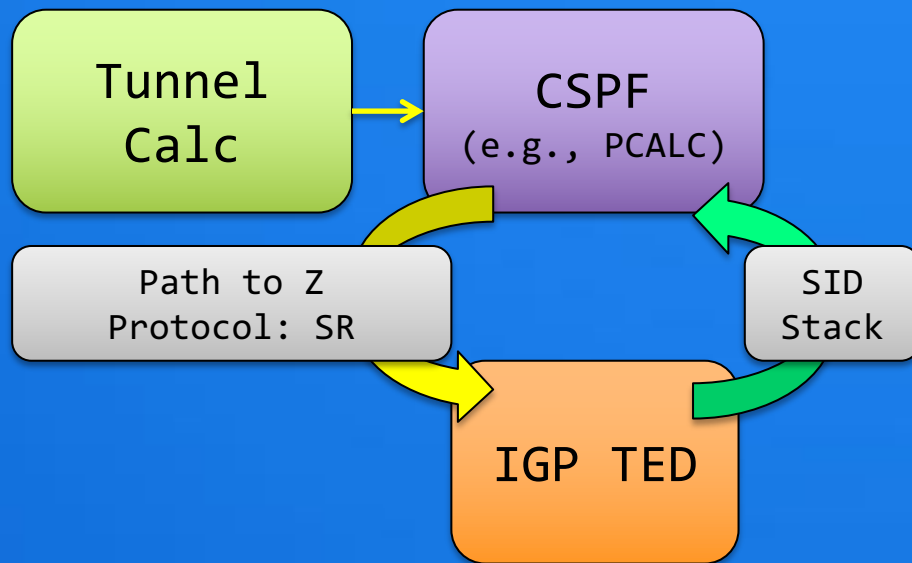 Tunnel
Calc
CSPF
(e.g., PCALC)
Path to Z
Protocol: SR
SID
Stack
IGP TED